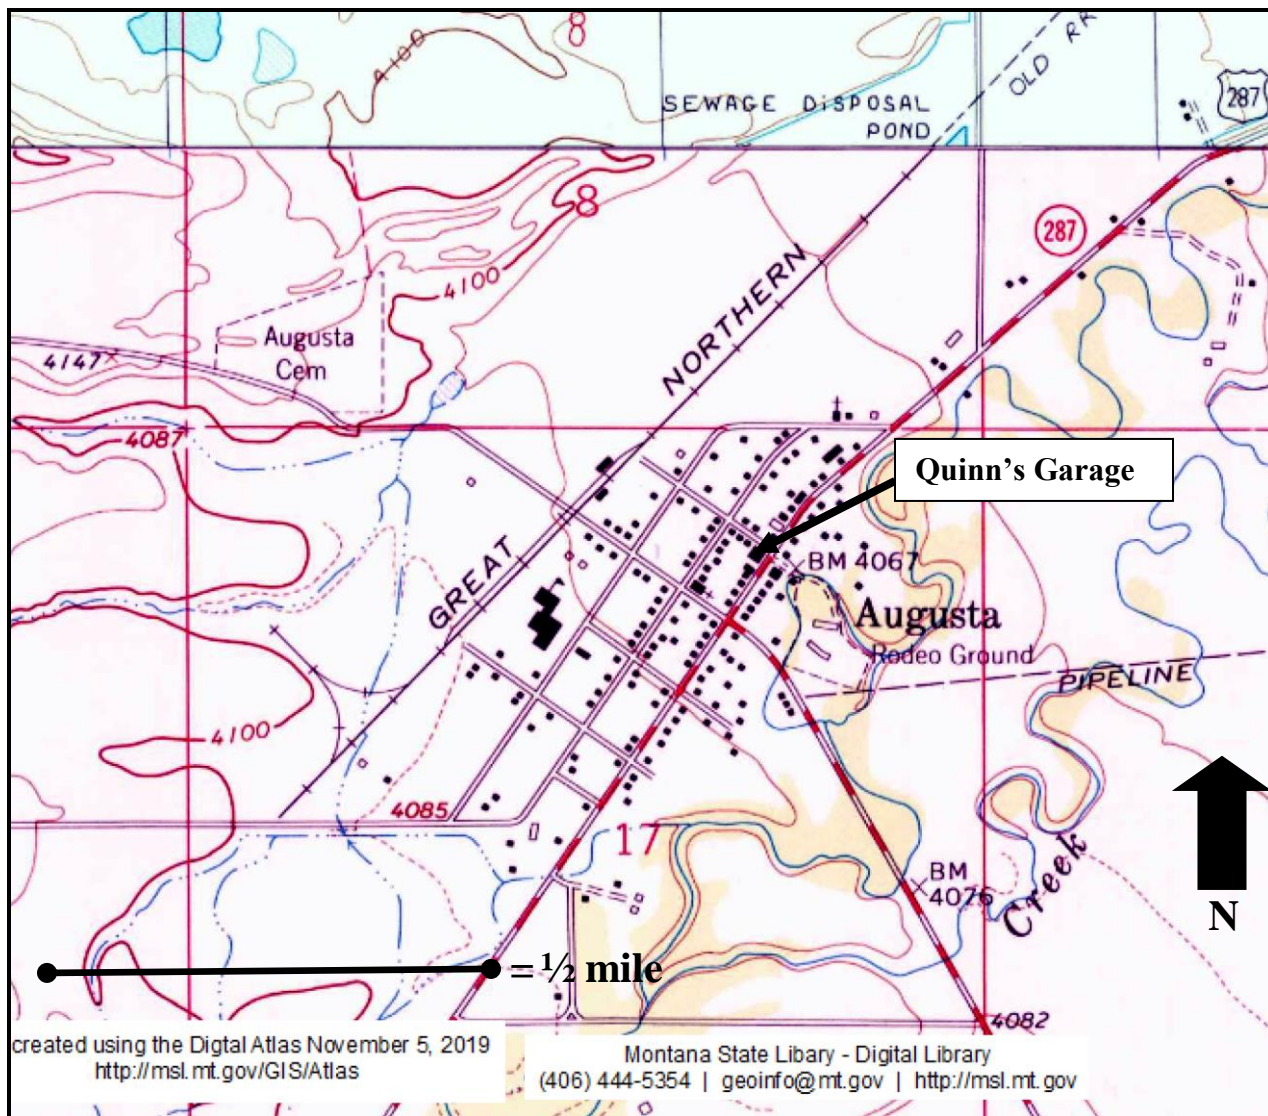 8
4100
OLD RR
287
SEWAGE DISPOSAL
POND
8
287
4100
NORTHERN
Augusta
Cem
4147
4087
Quinn's Garage
GREAT
BM 4067
Augusta
Rodeo Ground
PIPELINE
4100
4085
17
BM
4076
Creek
N
= ½ mile
4082
created using the Digtal Atlas November 5, 2019
http://msl.mt.gov/GIS/Atlas
Montana State Libary - Digital Library
(406) 444-5354 | geoinfo@mt.gov | http://msl.mt.gov